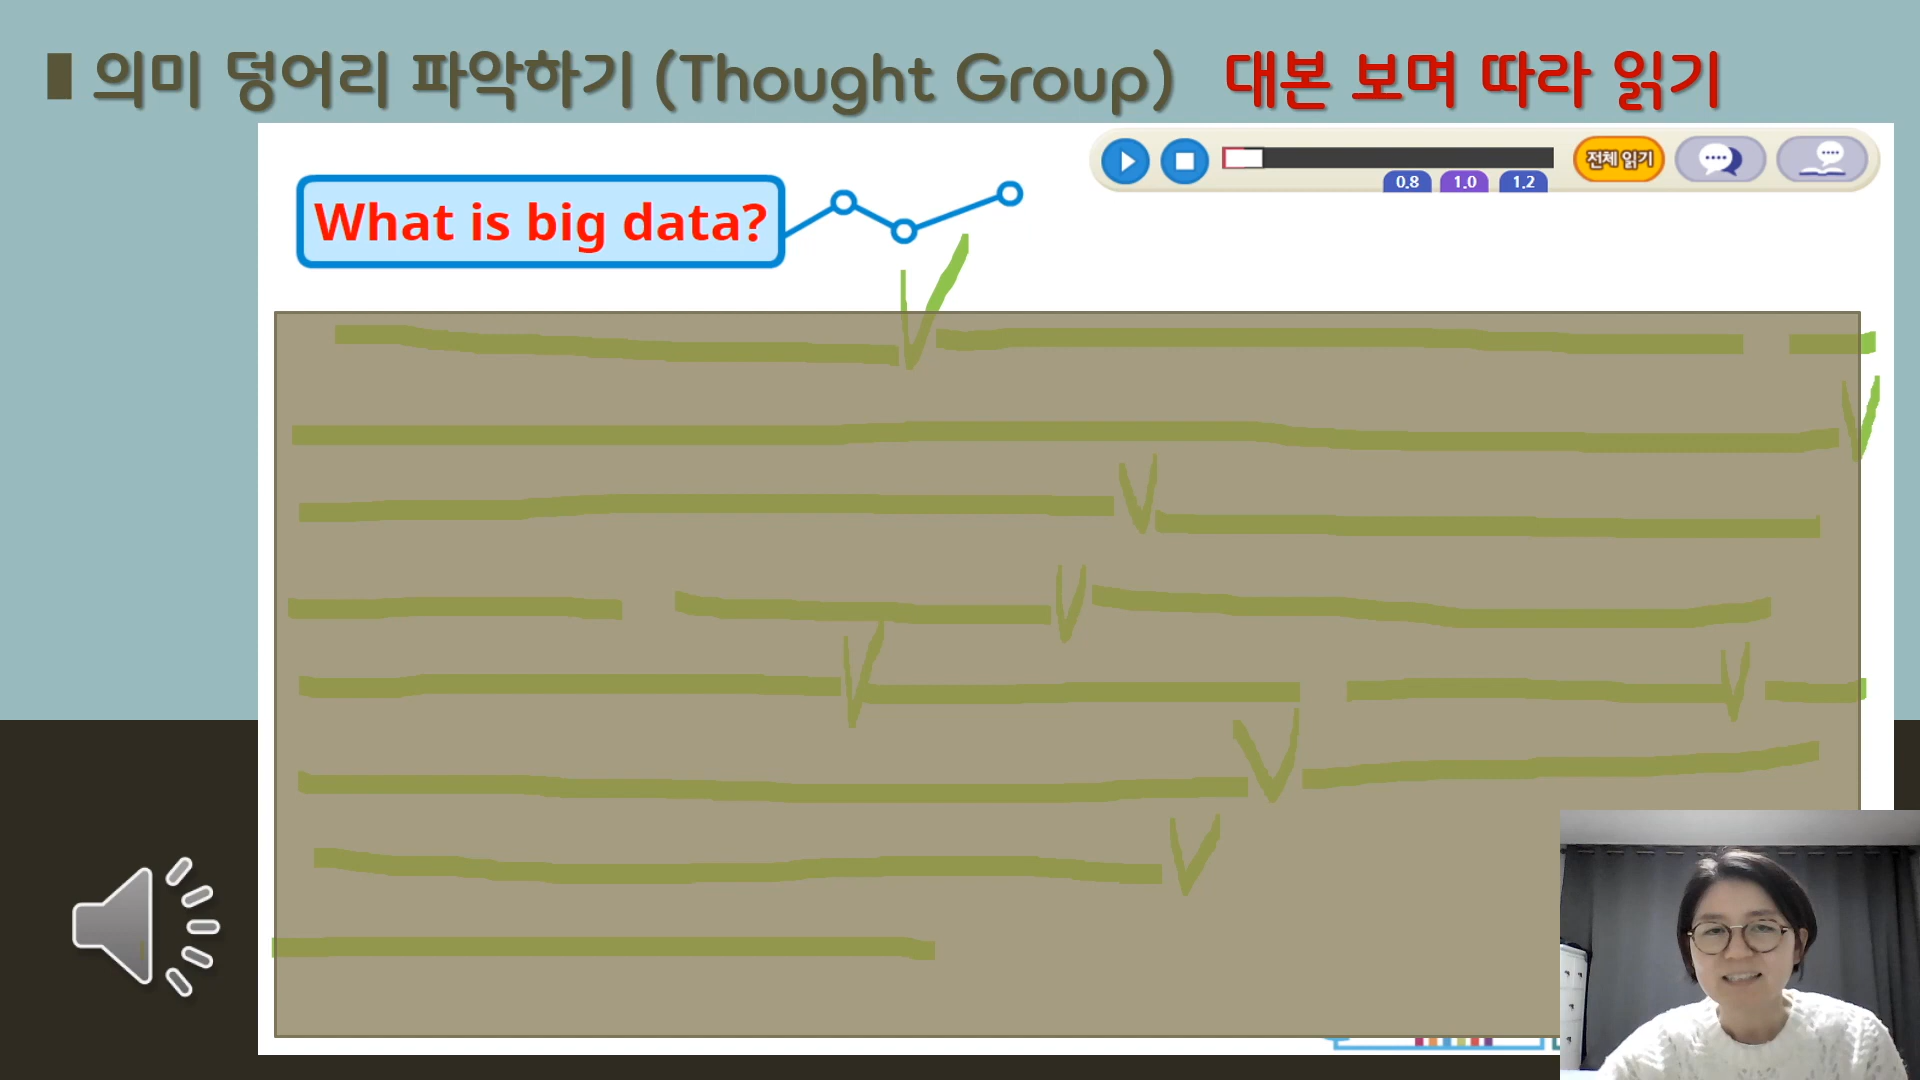 의미 덩어리 파악하기 (Thought Group) 대본 보며 따라 읽기
전체 읽기
0.8 1.0 1.2
What is big data?